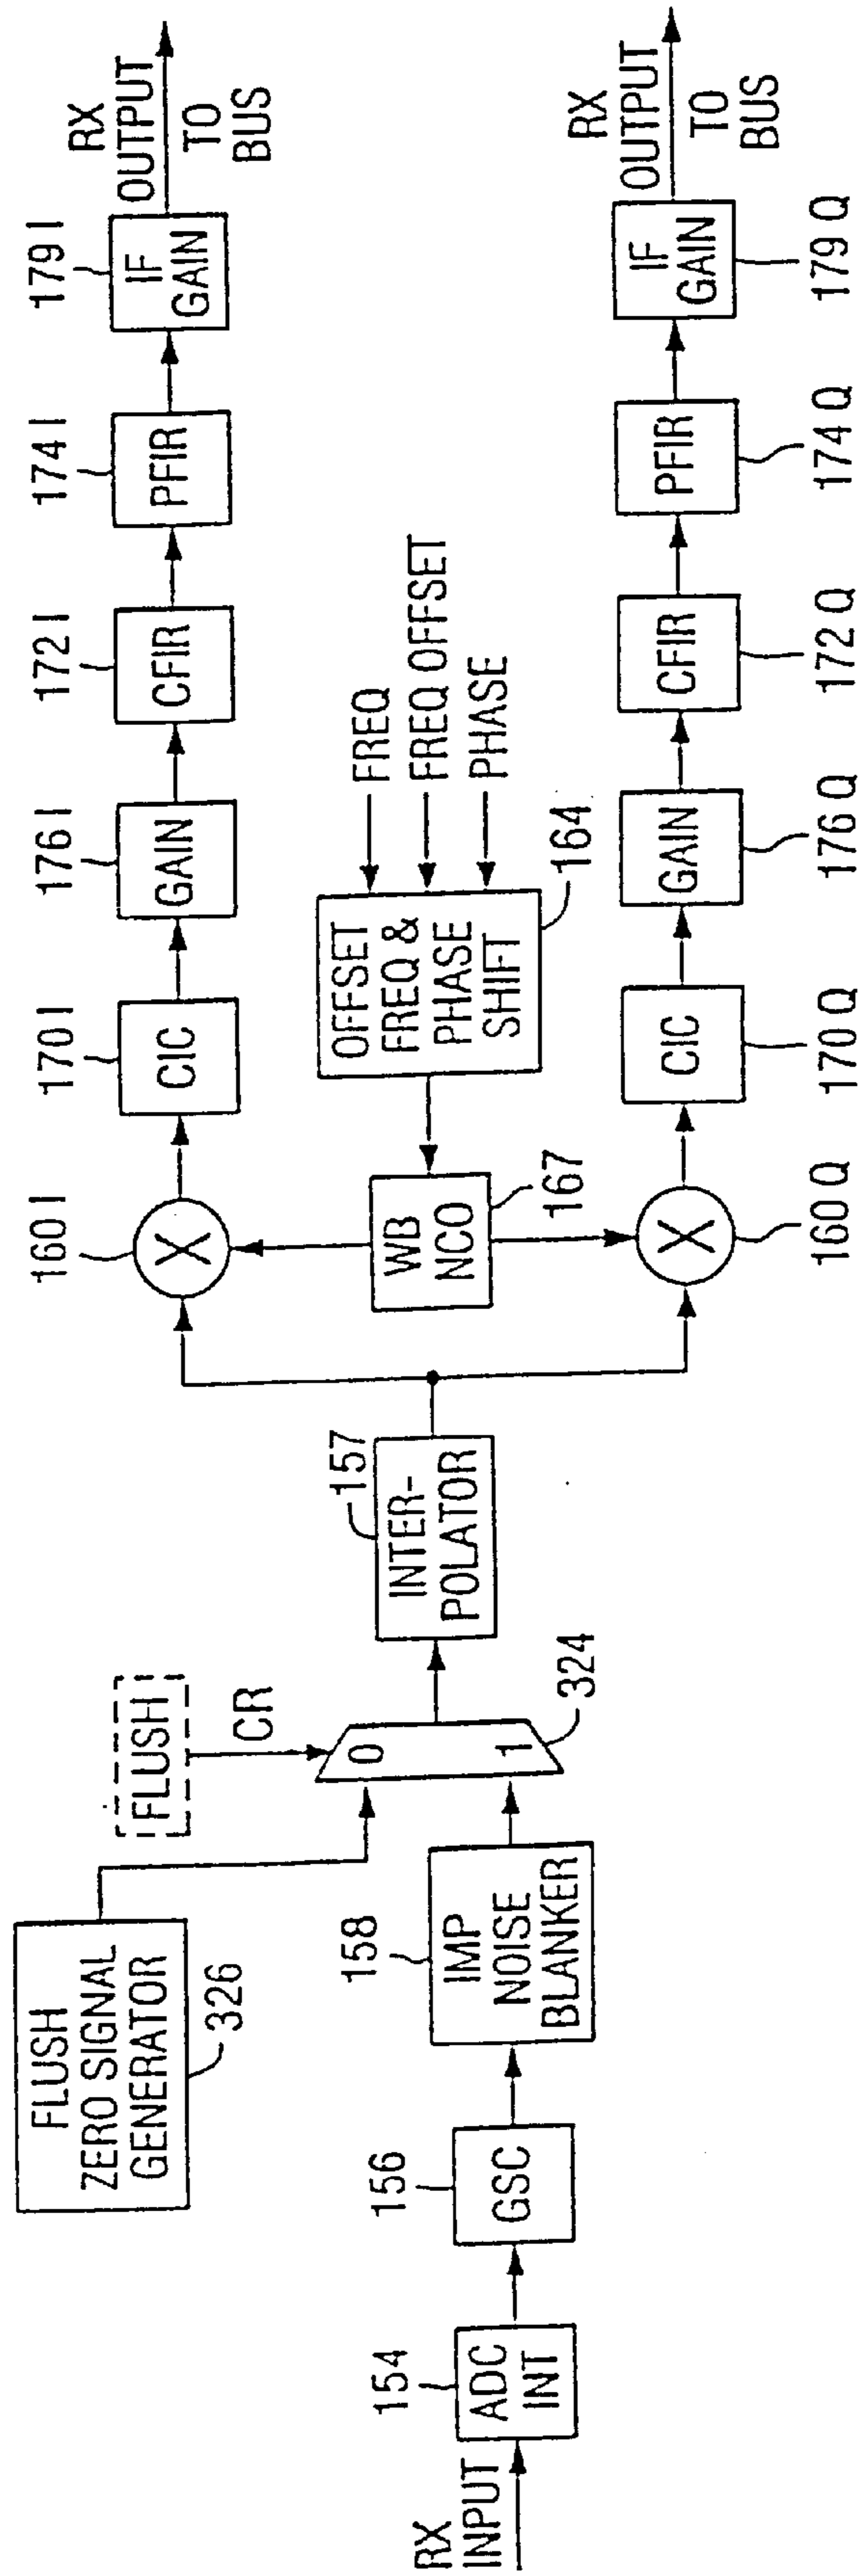 RX
INPUT
154
ADC
INT
156
GSC
158
IMP
NOISE
BLANKER
FLUSH
ZERO SIGNAL
GENERATOR
326
FLUSH
CR
0
1
324
157
INTER-
POLATOR
160 I
X
170 I
CIC
176 I
GAIN
172 I
CFIR
174 I
PFIR
179 I
IF
GAIN
RX
OUTPUT
TO
BUS
WB
NCO
167
OFFSET
FREQ &
PHASE
SHIFT
164
FREQ
FREQ OFFSET
PHASE
X
160 Q
CIC
170 Q
GAIN
176 Q
CFIR
172 Q
PFIR
174 Q
IF
GAIN
179 Q
RX
OUTPUT
TO
BUS